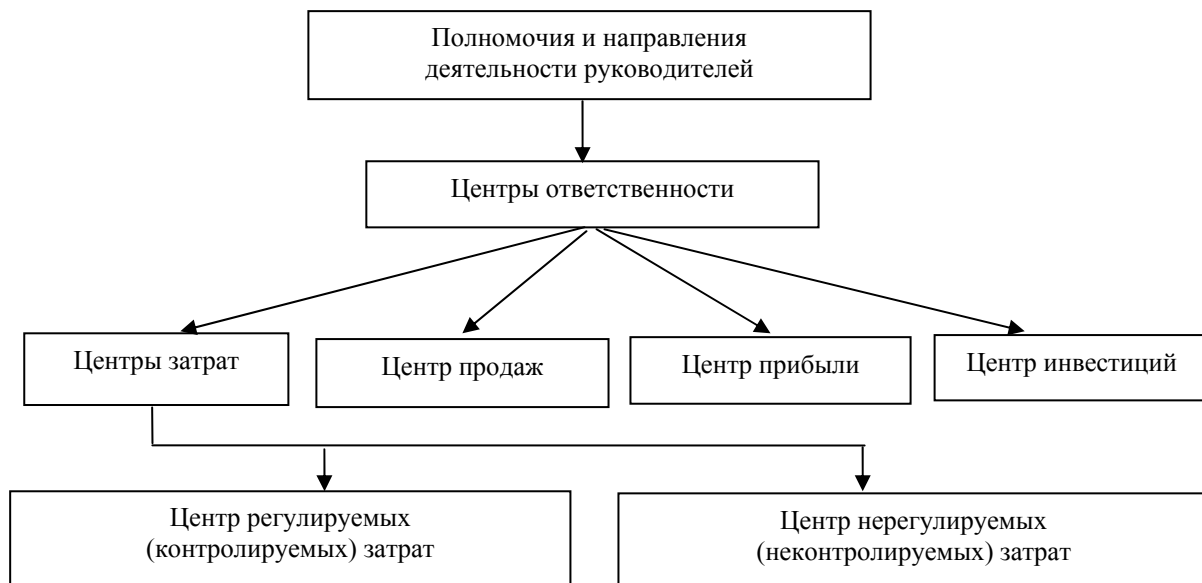 Полномочия и направления
деятельности руководителей
Центры ответственности
Центры затрат
Центр продаж
Центр прибыли
Центр инвестиций
Центр регулируемых
(контролируемых) затрат
Центр нерегулируемых
(неконтролируемых) затрат